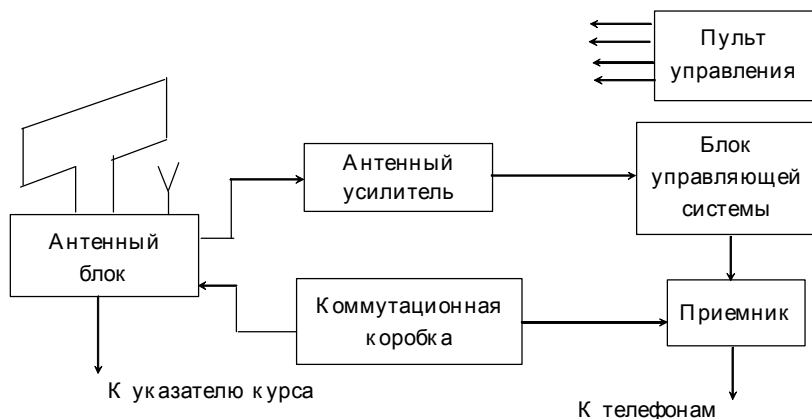 Пульт
управления
Антенный
усилитель
Блок
управляющей
системы
Антенный
блок
Коммутационная
коробка
Приемник
К указателю курса
К телефонам